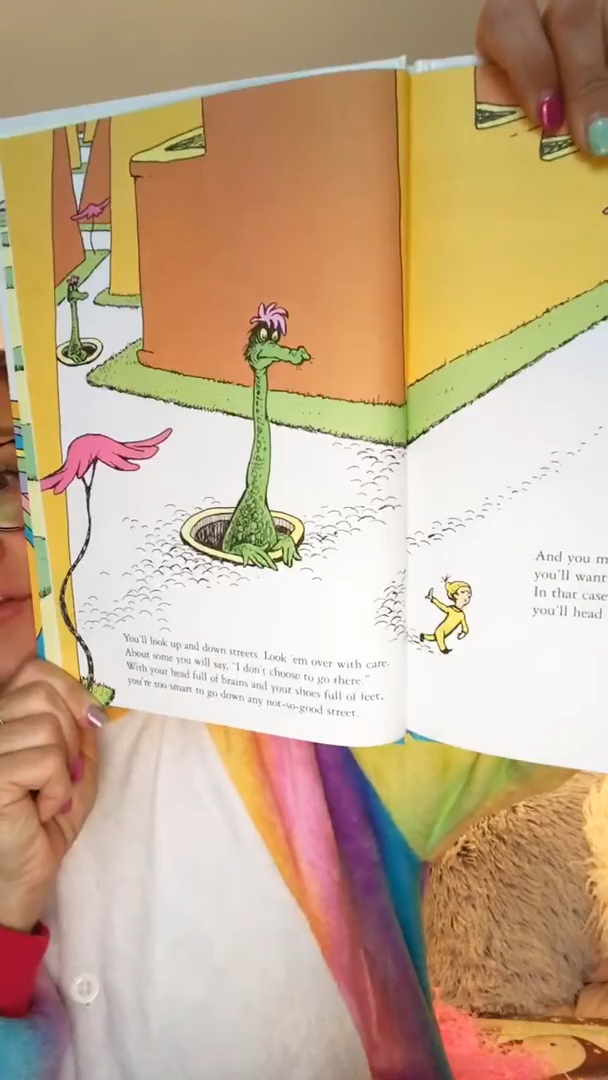 You'll look up and down streets. Look 'em over with care.
About some you will say, "I don't choose to go there."
With your head full of brains and your shoes full of feet,
you're too smart to go down any not-so-good street.
And you m
you'll want
In that case
you'll head